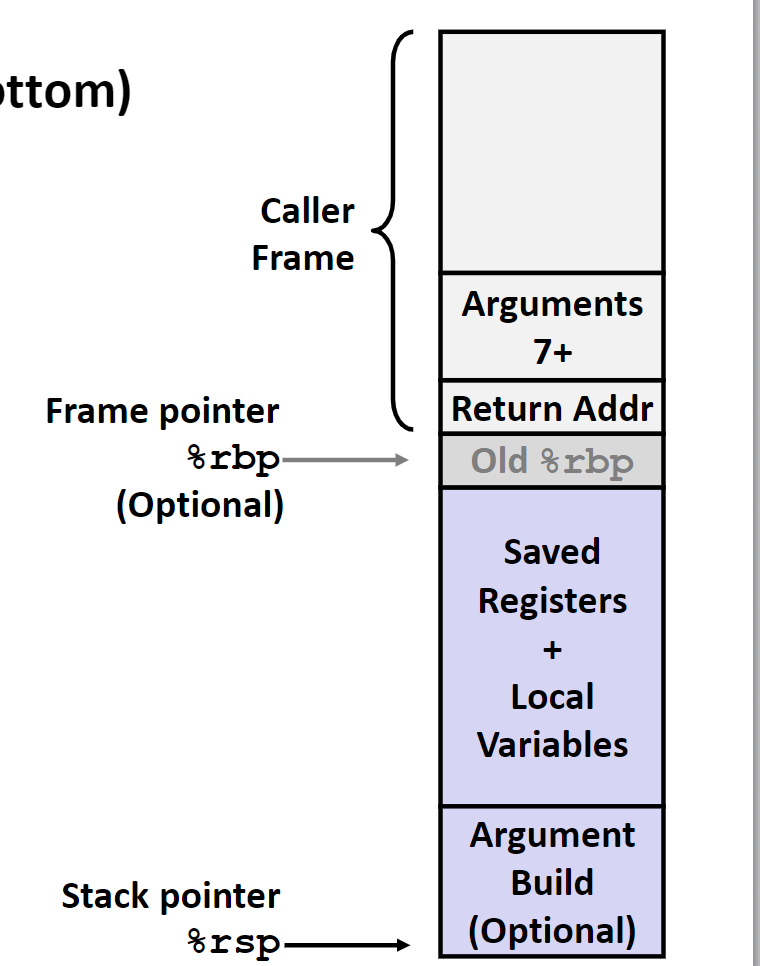 Caller
Frame
Arguments
7+
Return Addr
Frame pointer
%rbp
(Optional)
Old %rbp
Saved
Registers
+
Local
Variables
Argument
Build
(Optional)
Stack pointer
%rsp